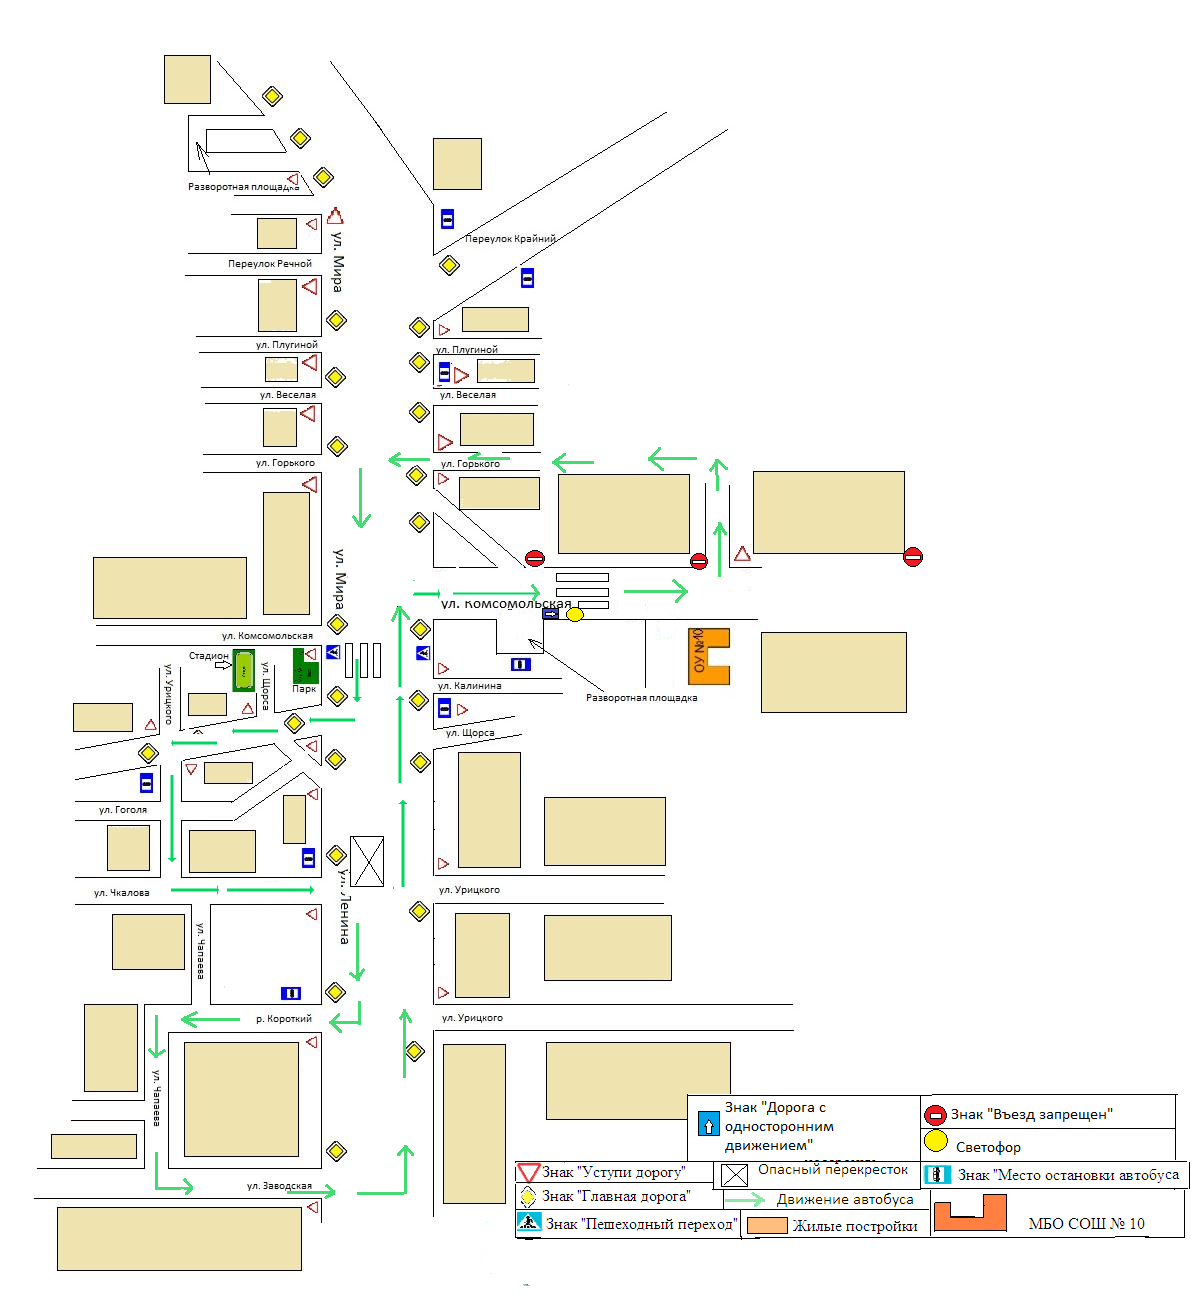 Разворотная площадка
ул. Мира
Переулок Крайний
Переулок Речной
ул. Плугиной
ул. Плугиной
ул. Веселая
ул. Веселая
ул. Горького
ул. Горького
ул. Мира
ул. Комсомольская
ул. Комсомольская
ОУ №10
Стадион
ул. Урицкого
ул. Щорса
Парк
ул. Калинина
Разворотная площадка
ул. Щорса
ул. Гоголя
ул. Чкалова
ул. Ленина
ул. Урицкого
ул. Чапаева
р. Короткий
ул. Урицкого
ул. Чапаева
ул. Заводская
Знак "Дорога с
односторонним
движением"
Знак "Въезд запрещен"
Светофор
Знак "Уступи дорогу"
Опасный перекресток
Знак "Место остановки автобуса
Знак "Главная дорога"
Движение автобуса
Знак "Пешеходный переход"
Жилые постройки
МБО СОШ № 10